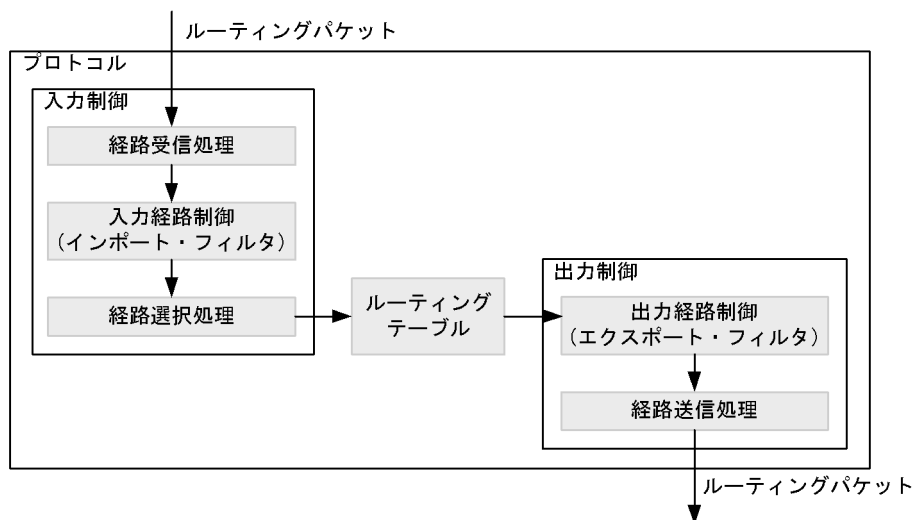 ルーティングパケット
プロトコル
入力制御
経路受信処理
入力経路制御
（インポート・フィルタ）
経路選択処理
ルーティング
テーブル
出力制御
出力経路制御
（エクスポート・フィルタ）
経路送信処理
ルーティングパケット